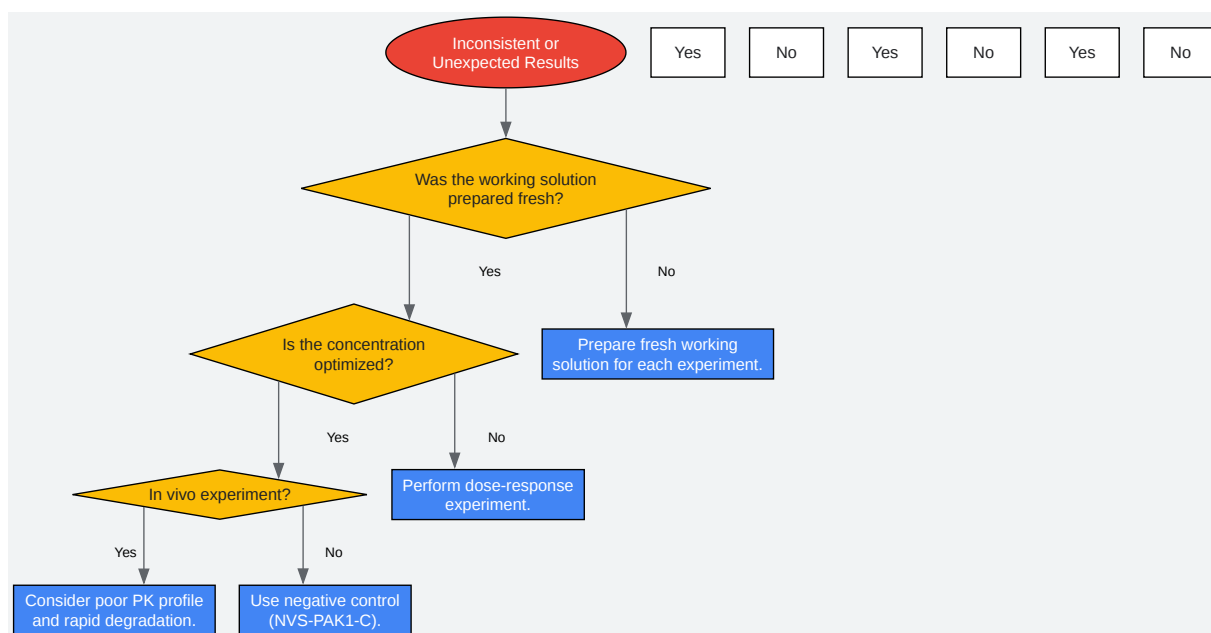 Inconsistent or
Unexpected Results
Yes
No
Yes
No
Yes
No
Was the working solution
prepared fresh?
Yes
No
Is the concentration
optimized?
Prepare fresh working
solution for each experiment.
Yes
No
In vivo experiment?
Perform dose-response
experiment.
Yes
No
Consider poor PK profile
and rapid degradation.
Use negative control
(NVS-PAK1-C).